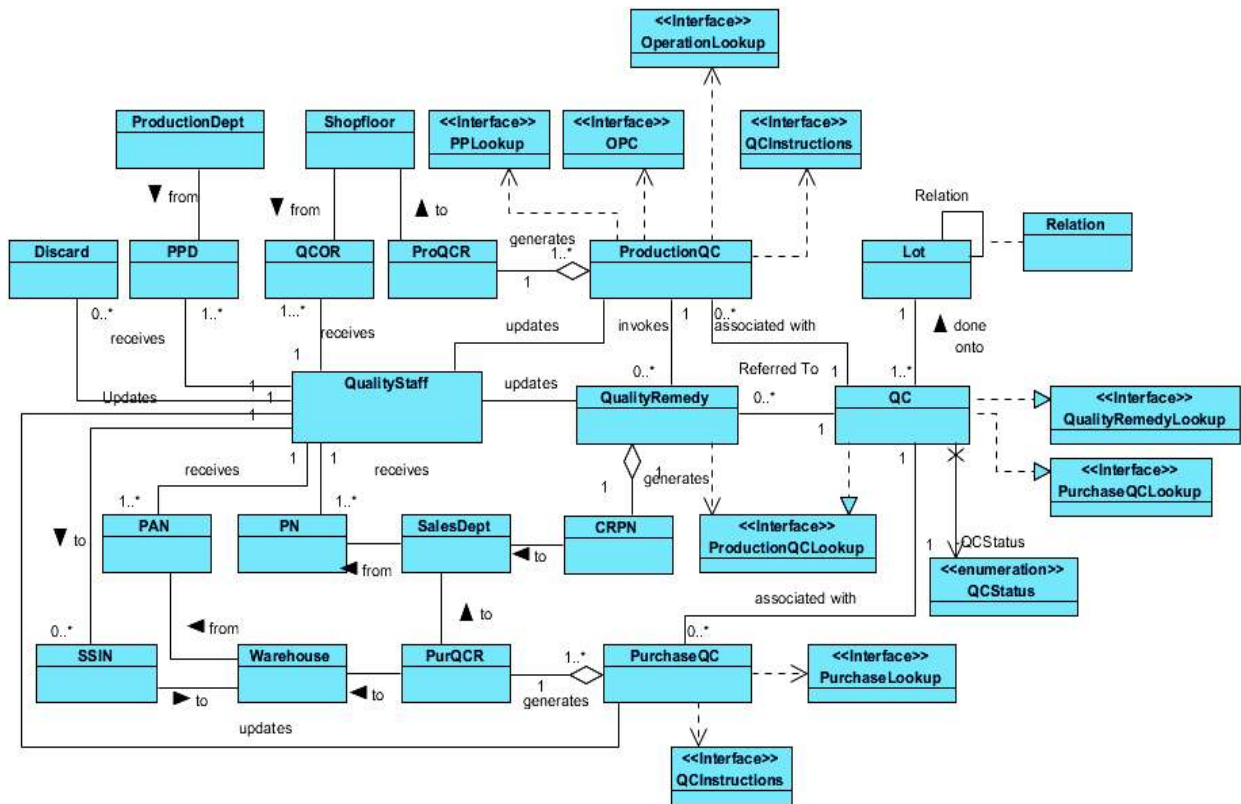 <<Interface>>
OperationLookup
ProductionDept
Shopfloor
<<Interface>>
PPLookup
<<Interface>>
OPC
<<Interface>>
QCInstructions
from
from
to
Relation
Relation
generates
1..*
1
Discard
PPD
QCOR
ProQCR
ProductionQC
Lot
0..*
1..*
1...*
1
0..*
1
receives
receives
updates
invokes
associated with
done
onto
1
Referred To
0..*
1
1..*
QualityStaff
updates
QualityRemedy
0..*
QC
1
1
Updates
1
1
1
1
1
1
<<Interface>>
QualityRemedyLookup
receives
receives
1
generates
1
1..*
1..*
<<Interface>>
PurchaseQCLookup
PAN
PN
SalesDept
CRPN
<<Interface>>
ProductionQCLookup
to
to
from
1
-QCStatus
<<enumeration>>
QCStatus
associated with
from
to
0..*
0..*
1..*
SSIN
Warehouse
PurQCR
PurchaseQC
<<Interface>>
PurchaseLookup
1
to
to
generates
updates
<<Interface>>
QCInstructions